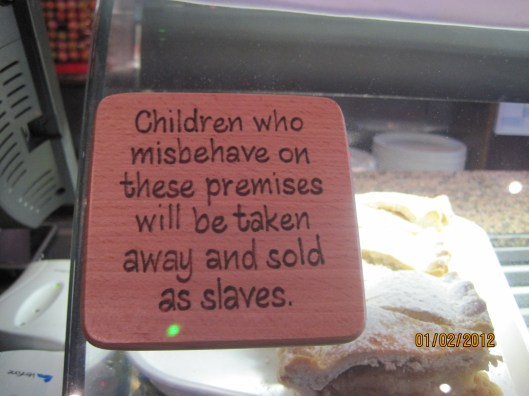 Children who
misbehave on
these premises
will be taken
away and sold
as slaves.
01/02/2012